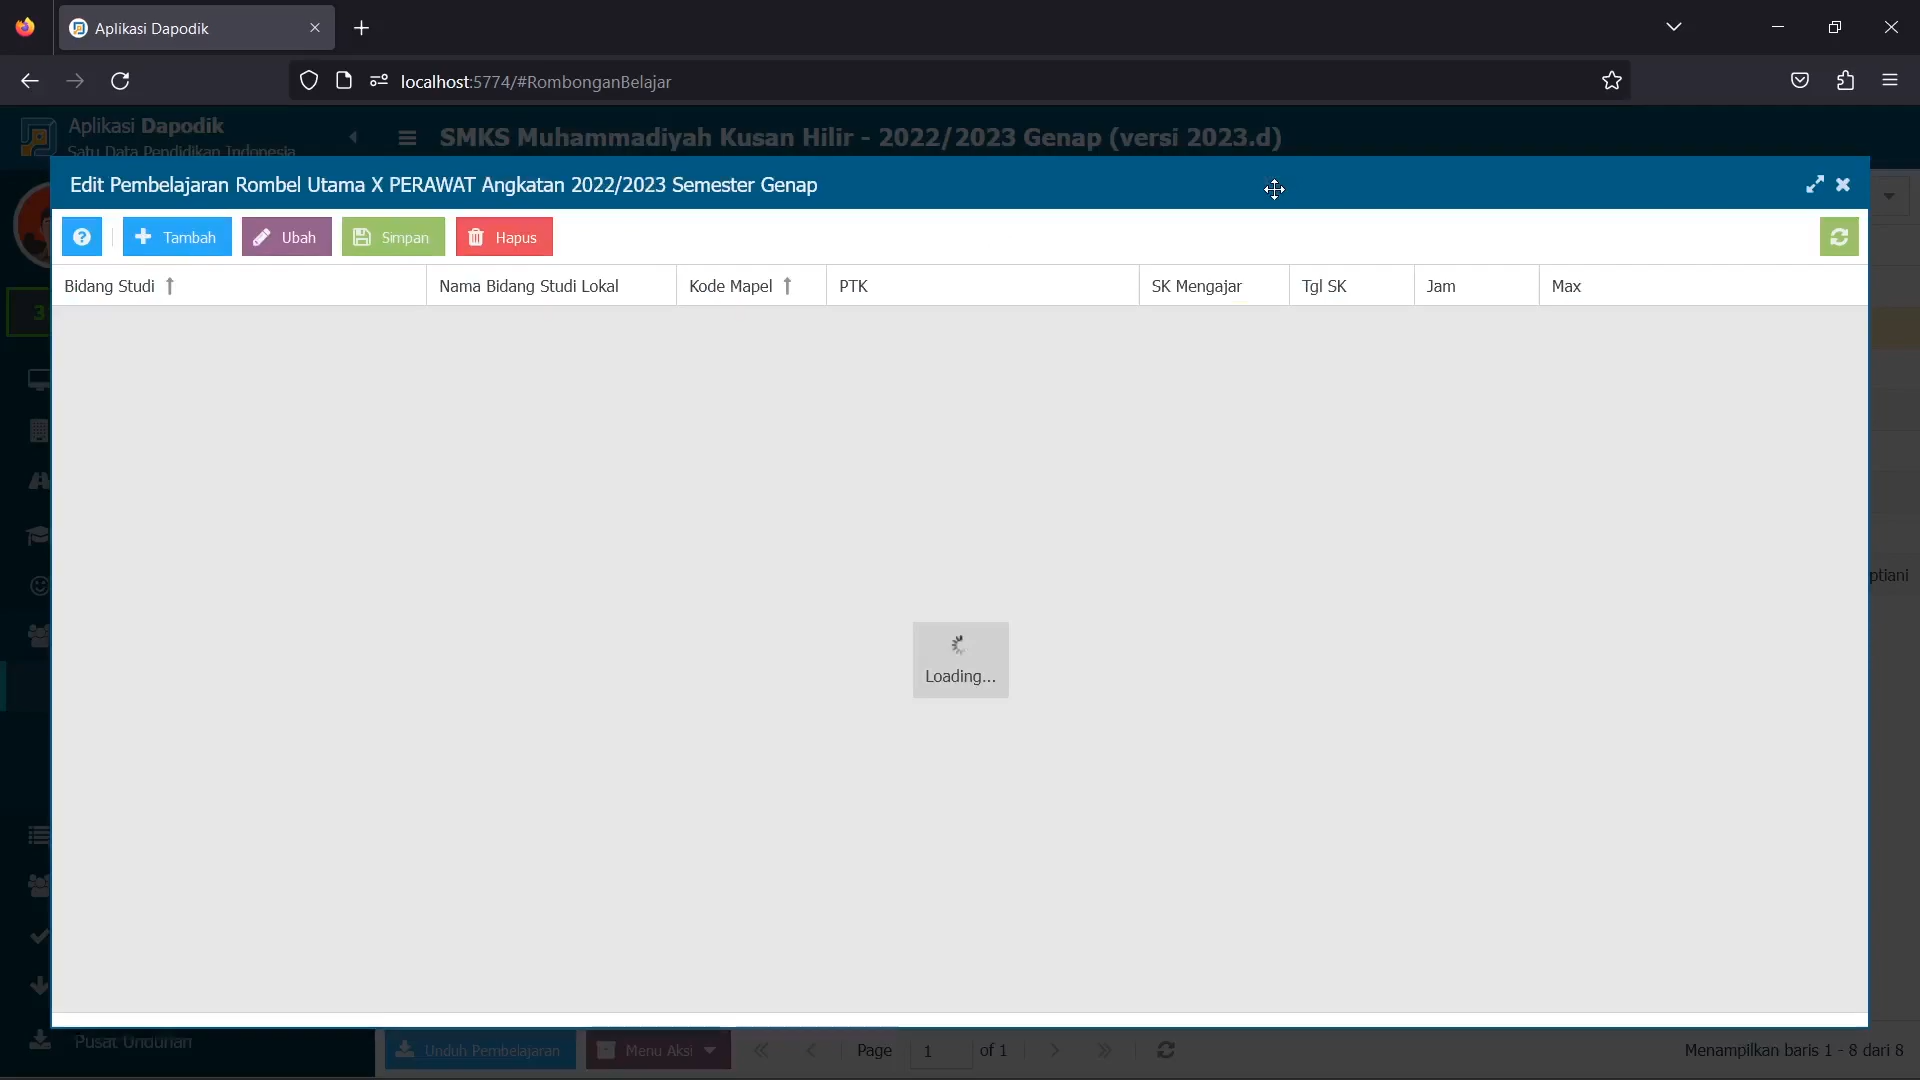 Aplikasi Dapodik
localhost:5774/#RombonganBelajar
Aplikasi Dapodik
Satu Data Pendidikan Indonesia
SMKS Muhammadiyah Kusan Hilir - 2022/2023 Genap (versi 2023.d)
Edit Pembelajaran Rombel Utama X PERAWAT Angkatan 2022/2023 Semester Genap
Tambah Ubah Simpan Hapus
Bidang Studi Nama Bidang Studi Lokal Kode Mapel PTK SK Mengajar Tgl SK Jam Max
3
ptiani
Loading...
Pusat Unduhan
Unduh Pembelajaran Menu Aksi Page 1 of 1 Menampilkan baris 1 - 8 dari 8